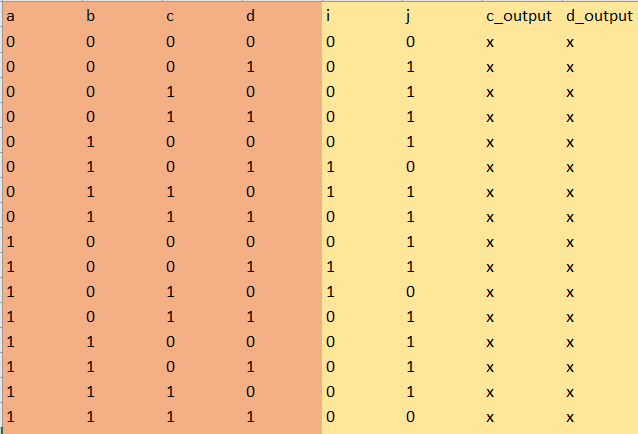 a b c d i j c_output d_output
0 0 0 0 0 0 x x
0 0 0 1 0 1 x x
0 0 1 0 0 1 x x
0 0 1 1 0 1 x x
0 1 0 0 0 1 x x
0 1 0 1 1 0 x x
0 1 1 0 1 1 x x
0 1 1 1 0 1 x x
1 0 0 0 0 1 x x
1 0 0 1 1 1 x x
1 0 1 0 1 0 x x
1 0 1 1 0 1 x x
1 1 0 0 0 1 x x
1 1 0 1 0 1 x x
1 1 1 0 0 1 x x
1 1 1 1 0 0 x x